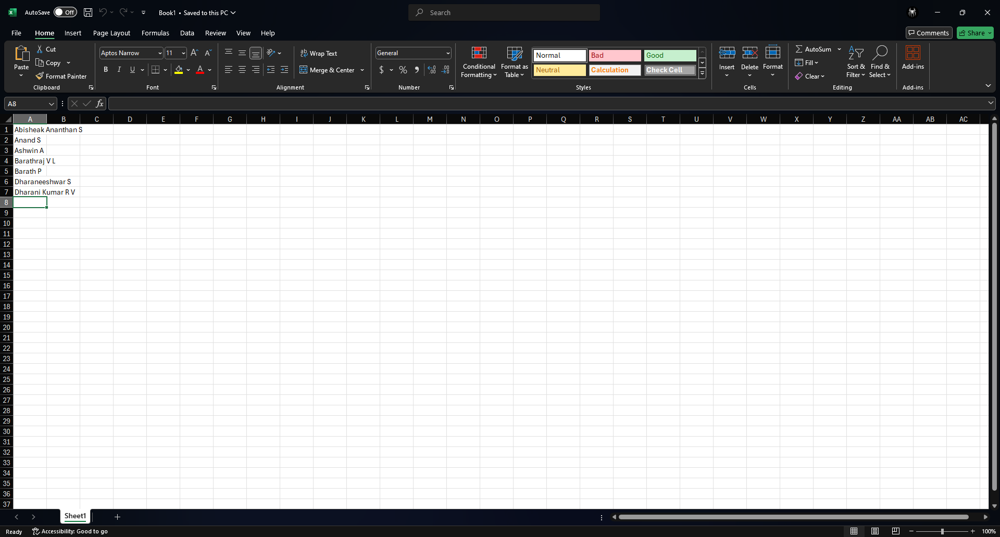 AutoSave Off Book1 • Saved to this PC Search
File Home Insert Page Layout Formulas Data Review View Help Comments Share
Paste Cut Copy Format Painter Clipboard
Aptos Narrow 11 A A B I U A Font
ab Wrap Text Merge & Center Alignment
General $ % 9 .00 .00 Number
Conditional Formatting Format as Table
Normal Bad Good
Neutral Calculation Check Cell
Styles
Insert Delete Format Cells
AutoSum Fill Clear Sort & Filter Find & Select Editing
Add-ins Add-ins
A8 fx
A B C D E F G H I J K L M N O P Q R S T U V W X Y Z AA AB AC
1 Abisheak Ananthan S
2 Anand S
3 Ashwin A
4 Barathraj V L
5 Barath P
6 Dharaneeshwar S
7 Dharani Kumar R V
8
9
10
11
12
13
14
15
16
17
18
19
20
21
22
23
24
25
26
27
28
29
30
31
32
33
34
35
36
37
Sheet1
Ready Accessibility: Good to go 100%